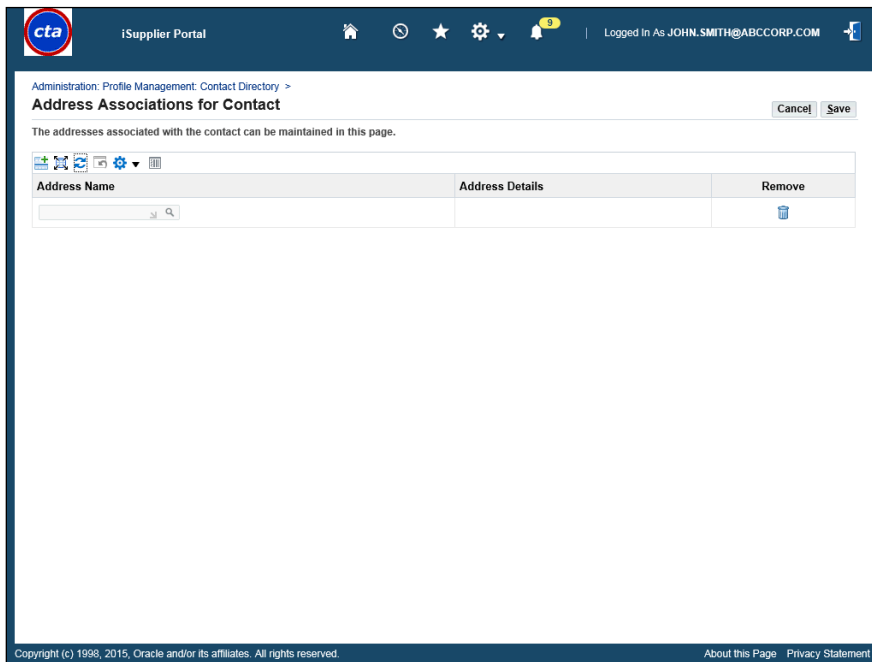 cta
iSupplier Portal
9
| Logged In As JOHN.SMITH@ABCCORP.COM
Administration: Profile Management: Contact Directory >
Address Associations for Contact
Cancel Save
The addresses associated with the contact can be maintained in this page.
Address Name Address Details Remove
Copyright (c) 1998, 2015, Oracle and/or its affiliates. All rights reserved. About this Page Privacy Statement